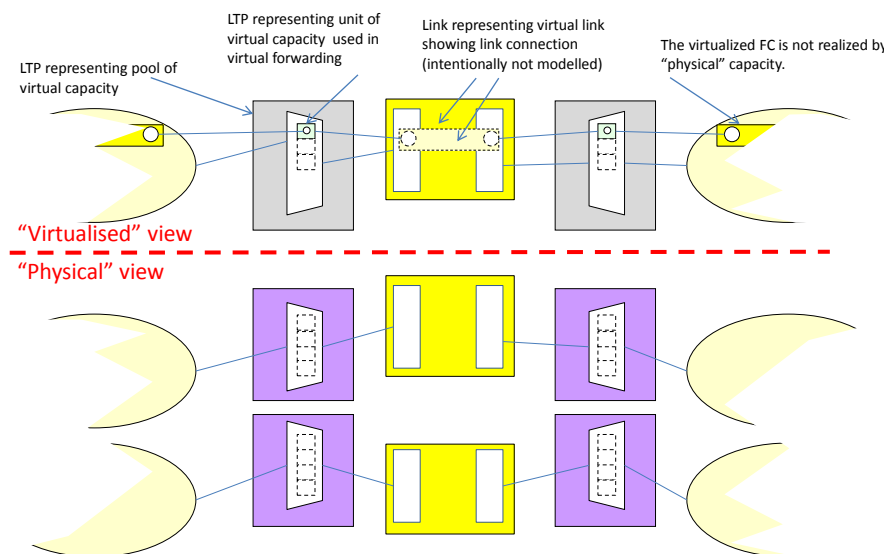 LTP representing unit of
virtual capacity  used in
virtual forwarding
Link representing virtual link
showing link connection
(intentionally not modelled)
The virtualized FC is not realized by
“physical” capacity.
LTP representing pool of
virtual capacity
“Virtualised” view
“Physical” view